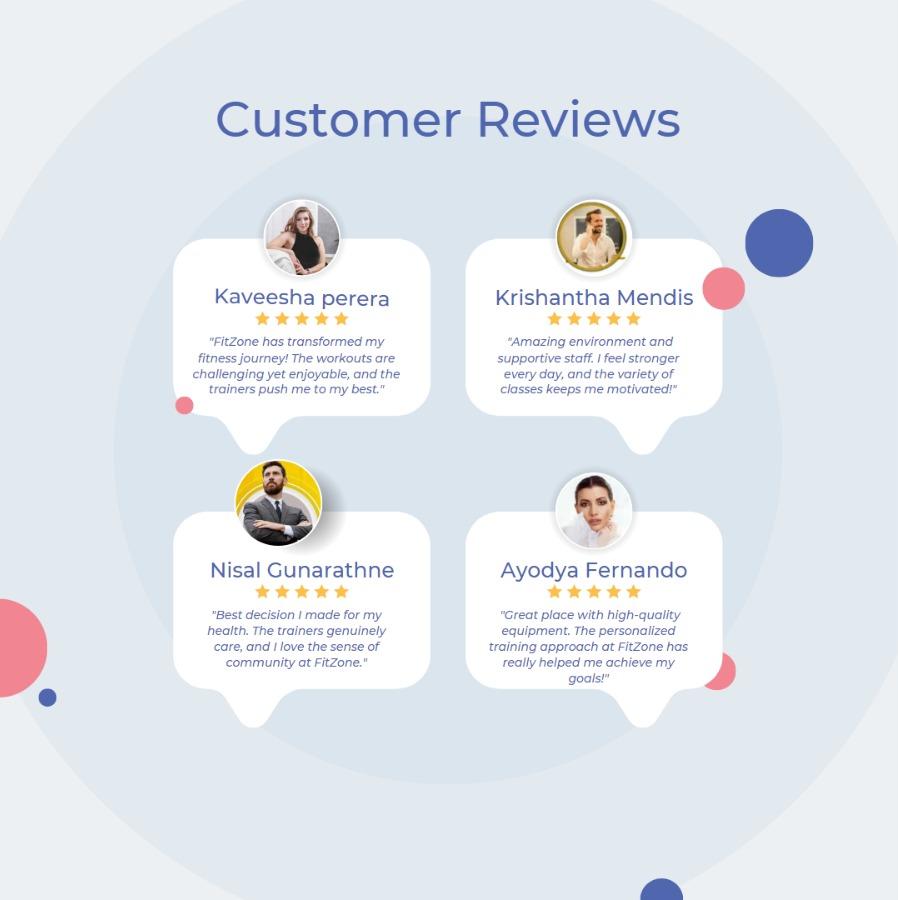 Customer Reviews
Kaveesha perera
"FitZone has transformed my
fitness journey! The workouts are
challenging yet enjoyable, and the
trainers push me to my best."
Krishantha Mendis
"Amazing environment and
supportive staff. I feel stronger
every day, and the variety of
classes keeps me motivated!"
Nisal Gunarathne
"Best decision I made for my
health. The trainers genuinely
care, and I love the sense of
community at FitZone."
Ayodya Fernando
"Great place with high-quality
equipment. The personalized
training approach at FitZone has
really helped me achieve my
goals!"